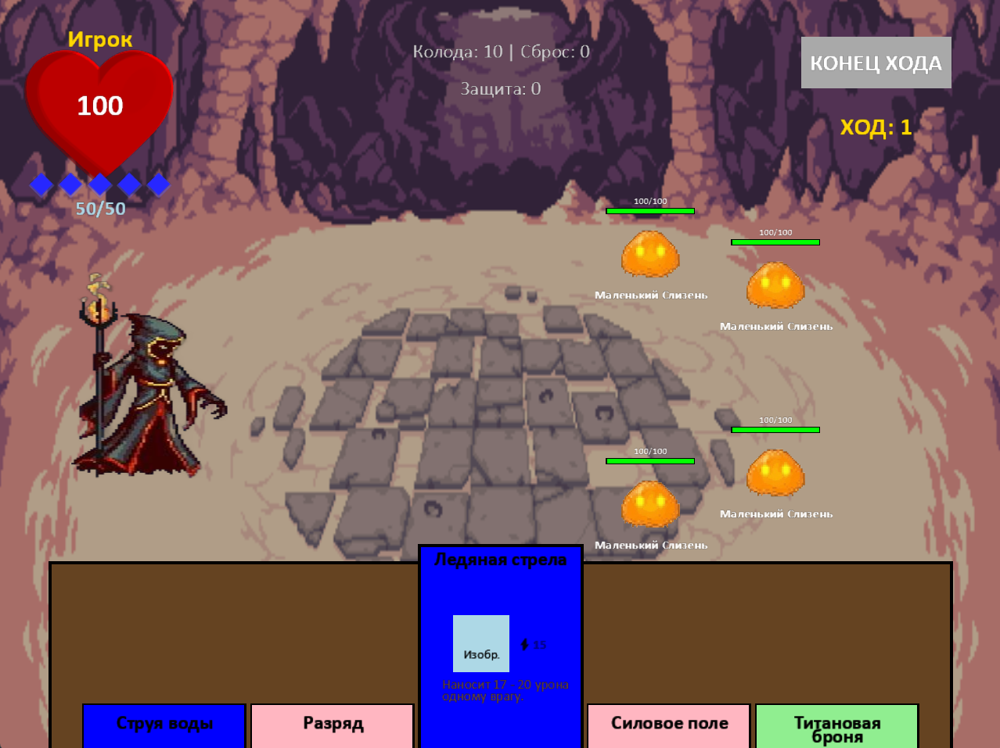 Игрок
100
50/50
Колода: 10 | Сброс: 0
Защита: 0
КОНЕЦ ХОДА
ХОД: 1
100/100
Маленький Слизень
100/100
Маленький Слизень
100/100
Маленький Слизень
100/100
Маленький Слизень
Ледяная стрела
Изобр.
15
Наносит 17 - 20 урона
одному врагу.
Струя воды
Разряд
Силовое поле
Титановая
броня